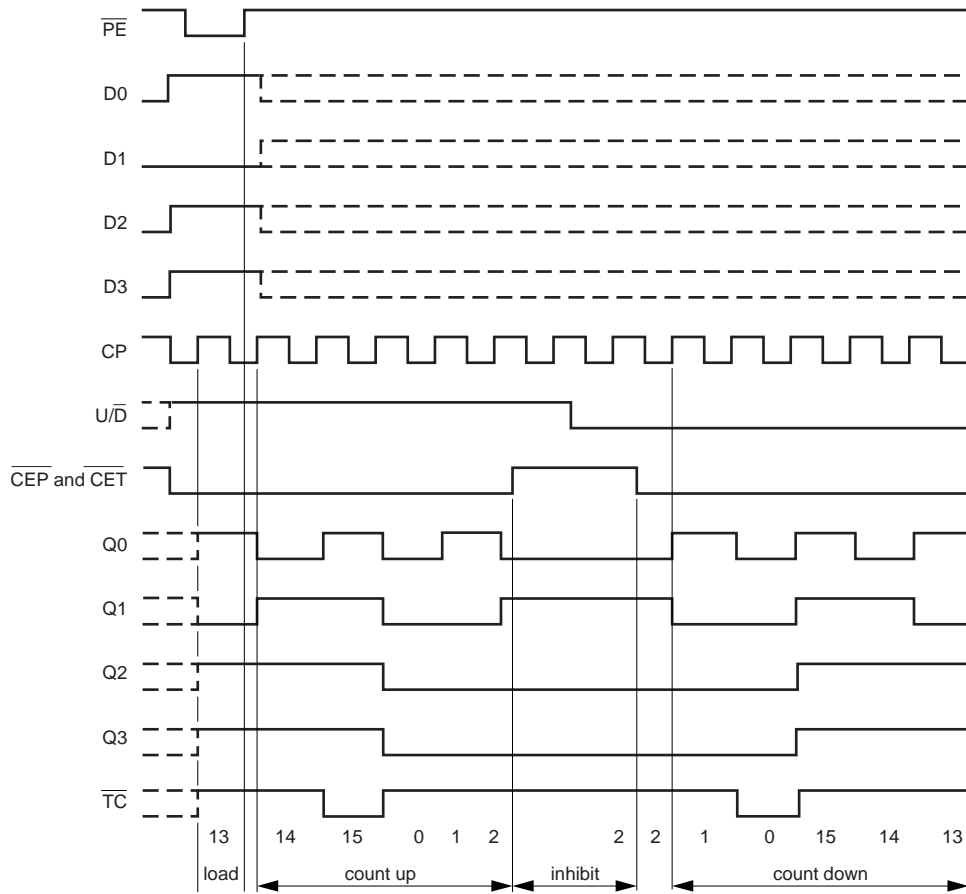 PE
D0
D1
D2
D3
CP
U/D
CEP and CET
Q0
Q1
Q2
Q3
TC
13 14 15 0 1 2 2 2 1 0 15 14 13
load count up inhibit count down